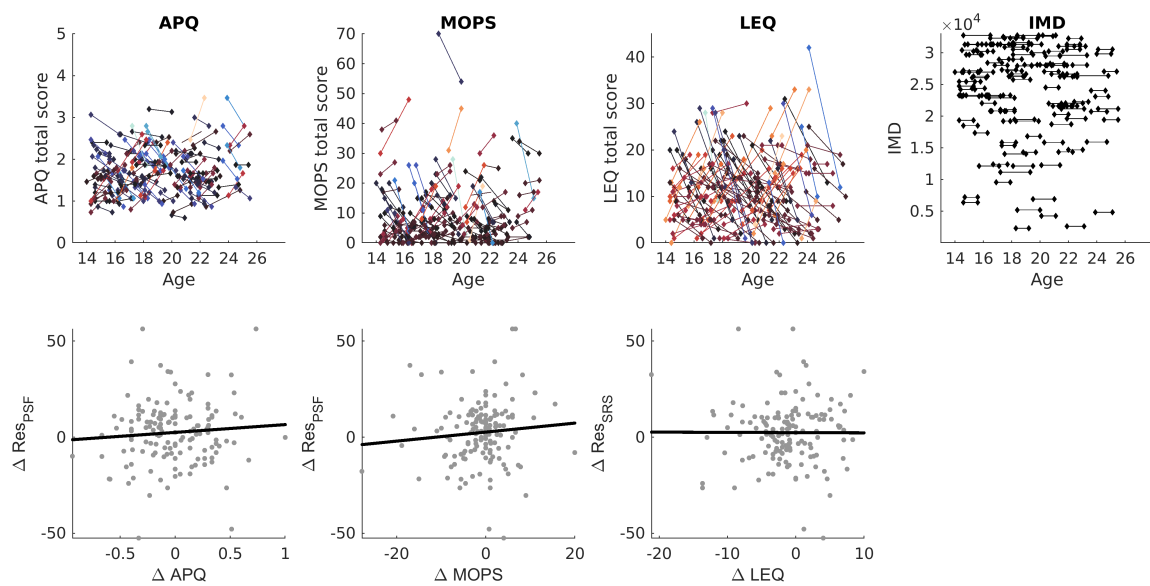 APQ
MOPS
LEQ
IMD
APQ total score
5
4
3
2
1
0
14 16 18 20 22 24 26
Age
MOPS total score
70
60
50
40
30
20
10
0
14 16 18 20 22 24 26
Age
LEQ total score
40
30
20
10
0
14 16 18 20 22 24 26
Age
×10⁴
IMD
3
2.5
2
1.5
1
0.5
14 16 18 20 22 24 26
Age
Δ Res_PSF
50
0
-50
-0.5 0 0.5 1
Δ APQ
Δ Res_PSF
50
0
-50
-20 0 20
Δ MOPS
Δ Res_SRS
50
0
-50
-20 -10 0 10
Δ LEQ